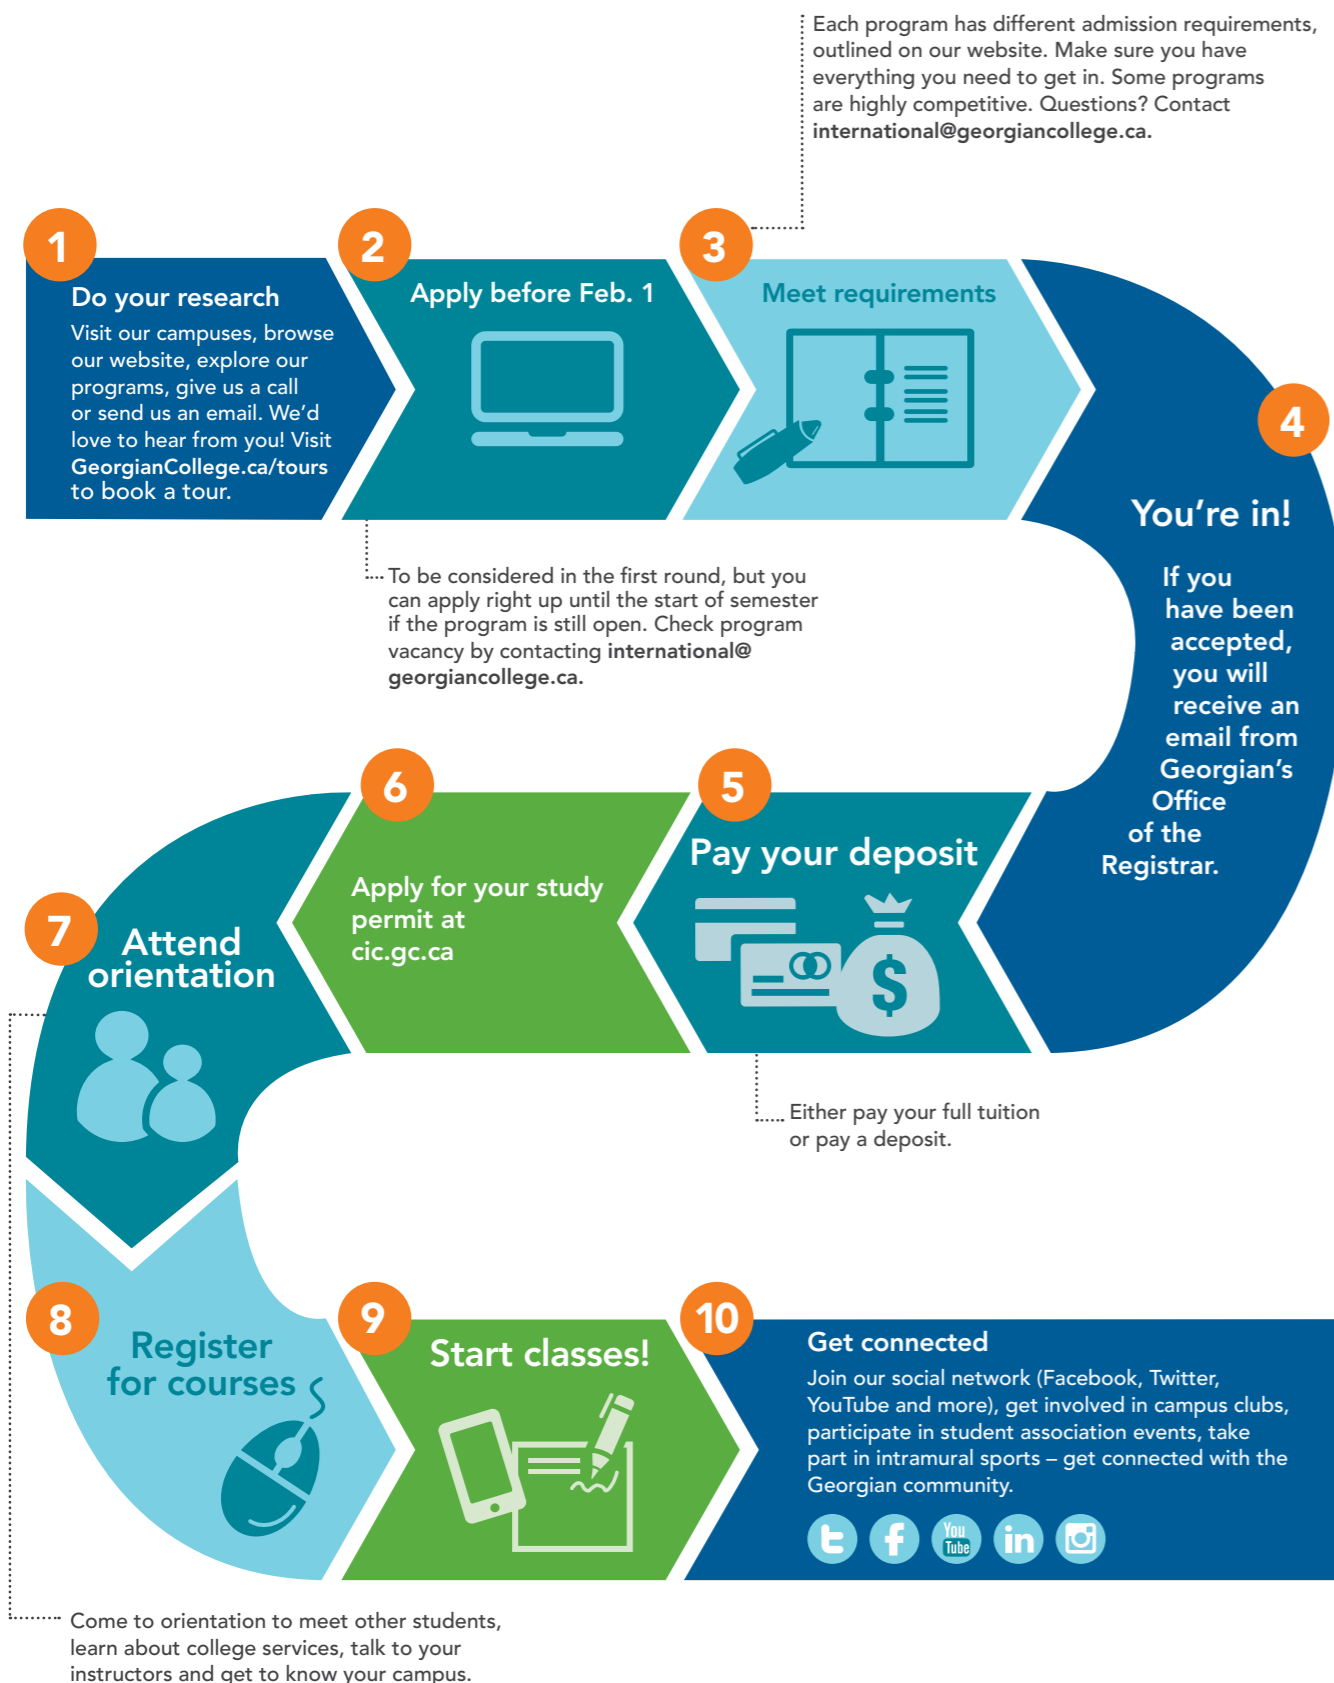 Each program has different admission requirements,
outlined on our website. Make sure you have
everything you need to get in. Some programs
are highly competitive. Questions? Contact
international@georgiancollege.ca.
1
Do your research
Visit our campuses, browse
our website, explore our
programs, give us a call
or send us an email. We’d
love to hear from you! Visit
GeorgianCollege.ca/tours
to book a tour.
2
Apply before Feb. 1
To be considered in the first round, but you
can apply right up until the start of semester
if the program is still open. Check program
vacancy by contacting international@
georgiancollege.ca.
3
Meet requirements
4
You’re in!
If you
have been
accepted,
you will
receive an
email from
Georgian’s
Office
of the
Registrar.
5
Pay your deposit
$
Either pay your full tuition
or pay a deposit.
6
Apply for your study
permit at
cic.gc.ca
7
Attend
orientation
8
Register
for courses
9
Start classes!
10
Get connected
Join our social network (Facebook, Twitter,
YouTube and more), get involved in campus clubs,
participate in student association events, take
part in intramural sports – get connected with the
Georgian community.
You
Tube
in
Come to orientation to meet other students,
learn about college services, talk to your
instructors and get to know your campus.